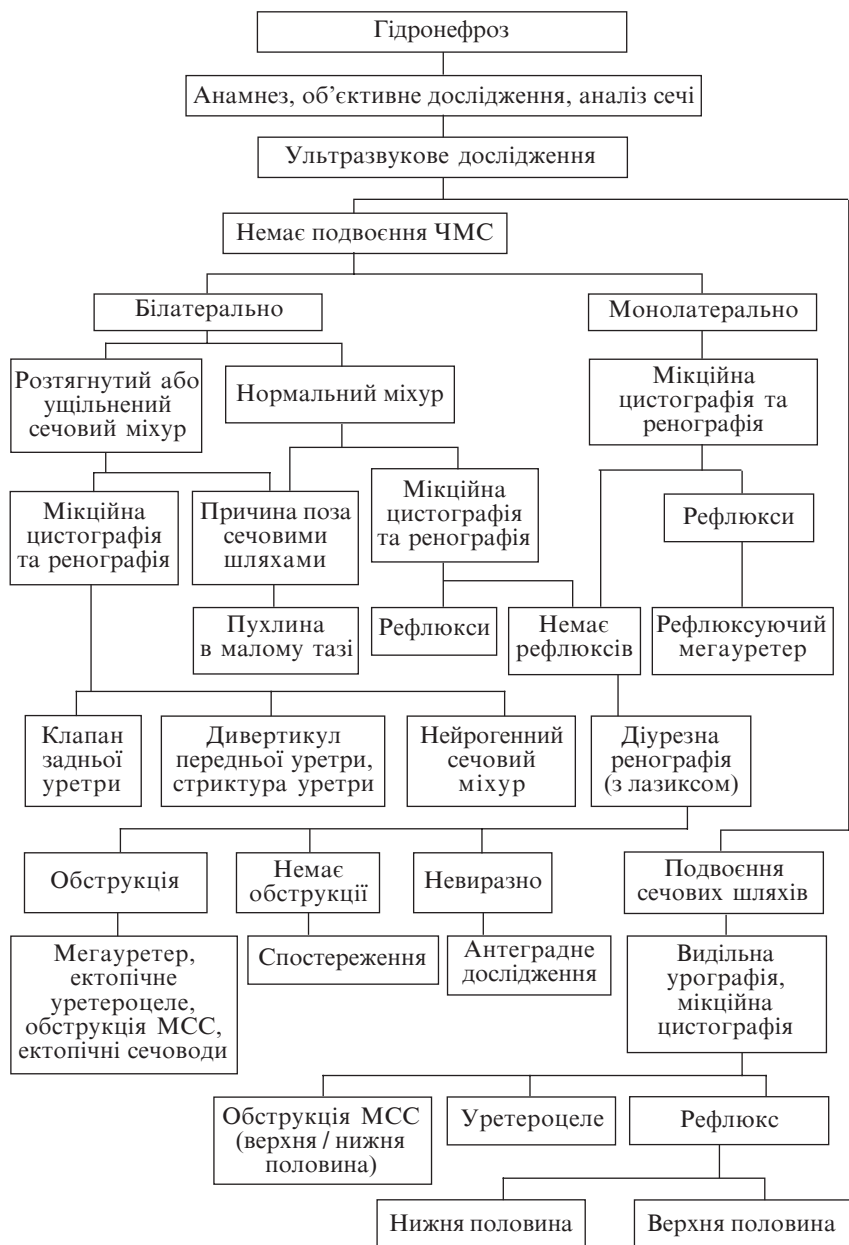 Гідронефроз
Анамнез, об’єктивне дослідження, аналіз сечі
Ультразвукове дослідження
Немає подвоєння ЧМС
Білатерально
Монолатерально
Розтягнутий або
ущільнений
сечовий міхур
Нормальний міхур
Мікційна
цистографія та
ренографія
Мікційна
цистографія
та ренографія
Причина поза
сечовими
шляхами
Мікційна
цистографія
та ренографія
Рефлюкси
Пухлина
в малому тазі
Рефлюкси
Немає
рефлюксів
Рефлюксуючий
мегауретер
Клапан
задньої
уретри
Дивертикул
передньої уретри,
стриктура уретри
Нейрогенний
сечовий
міхур
Діурезна
ренографія
(з лазиксом)
Обструкція
Немає
обструкції
Невиразно
Подвоєння
сечових шляхів
Мегауретер,
ектопічне
уретероцеле,
обструкція МСС,
ектопічні сечоводи
Спостереження
Антеградне
дослідження
Видільна
урографія,
мікційна
цистографія
Обструкція МСС
(верхня / нижня
половина)
Уретероцеле
Рефлюкс
Нижня половина
Верхня половина